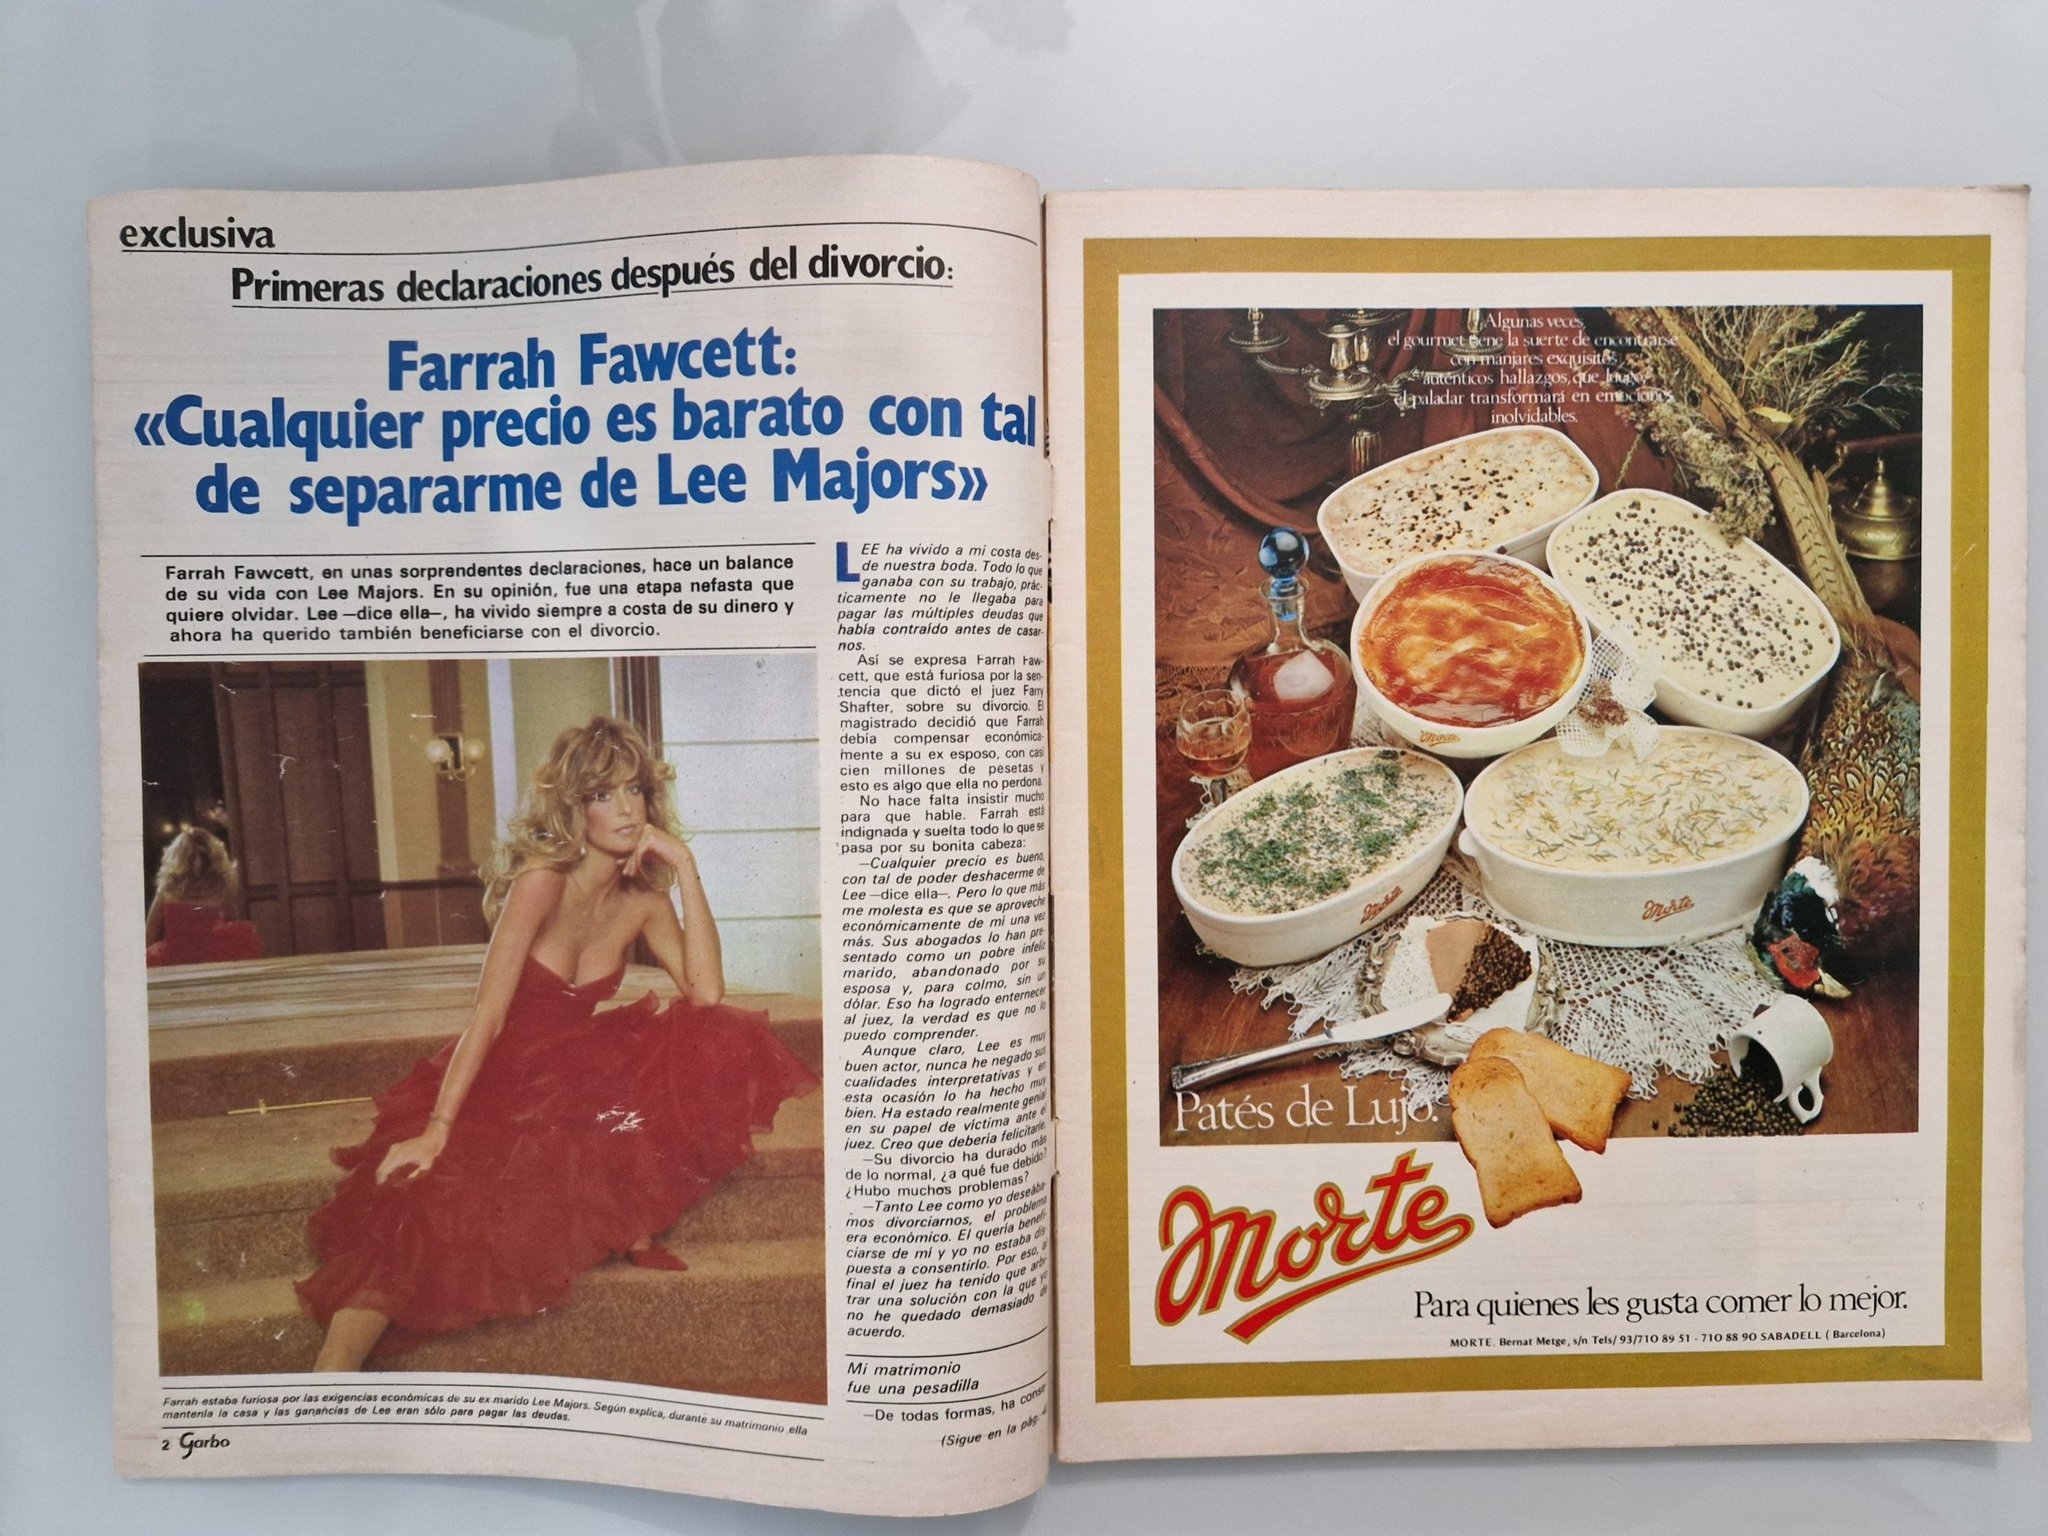 exclusiva
Primeras declaraciones después del divorcio:
Farrah Fawcett:
«Cualquier precio es barato con tal
de separarme de Lee Majors»
Farrah Fawcett, en unas sorprendentes declaraciones, hace un balance
de su vida con Lee Majors. En su opinión, fue una etapa nefasta que
quiere olvidar. Lee —dice ella—, ha vivido siempre a costa de su dinero y
ahora ha querido también beneficiarse con el divorcio.
LEE ha vivido a mi costa des-
de nuestra boda. Todo lo que
ganaba con su trabajo, prác-
ticamente no le llegaba para
pagar las múltiples deudas que
había contraído antes de casar-
nos.
Así se expresa Farrah Faw-
cett, que está furiosa por la sen-
tencia que dictó el juez Farry
Shafter, sobre su divorcio. El
magistrado decidió que Farrah
debía compensar económica-
mente a su ex esposo, con casi
cien millones de pesetas y
esto es algo que ella no perdona.
No hace falta insistir mucho
para que hable. Farrah está
indignada y suelta todo lo que se
pasa por su bonita cabeza:
—Cualquier precio es bueno,
con tal de poder deshacerme de
Lee —dice ella—. Pero lo que más
me molesta es que se aproveche
económicamente de mí una vez
más. Sus abogados lo han pre-
sentado como un pobre infeliz
marido, abandonado por su
esposa y, para colmo, sin un
dólar. Eso ha logrado enternecer
al juez, la verdad es que no lo
puedo comprender.
Aunque claro, Lee es muy
buen actor, nunca he negado sus
cualidades interpretativas y en
esta ocasión lo ha hecho muy
bien. Ha estado realmente genial
en su papel de víctima ante el
juez. Creo que debería felicitarle.
—Su divorcio ha durado más
de lo normal, ¿a qué fue debido?
¿Hubo muchos problemas?
—Tanto Lee como yo deseába-
mos divorciarnos, el problema
era económico. El quería benefi-
ciarse de mí y yo no estaba dis-
puesta a consentirlo. Por eso, al
final el juez ha tenido que arbi-
trar una solución con la que yo
no he quedado demasiado de
acuerdo.
Mi matrimonio
fue una pesadilla
—De todas formas, ha conse-
(Sigue en la pág. 4
Farrah estaba furiosa por las exigencias económicas de su ex marido Lee Majors. Según explica, durante su matrimonio ella
mantenía la casa y las ganancias de Lee eran sólo para pagar las deudas.
2 Garbo
Algunas veces,
el gourmet tiene la suerte de encontrarse
con manjares exquisitos,
auténticos hallazgos, que luego,
el paladar transformará en emociones
inolvidables.
Morte
Morte
Morte
Patés de Lujo.
Morte
Para quienes les gusta comer lo mejor.
MORTE. Bernat Metge, s/n Tels/ 93/710 89 51 - 710 88 90 SABADELL (Barcelona)